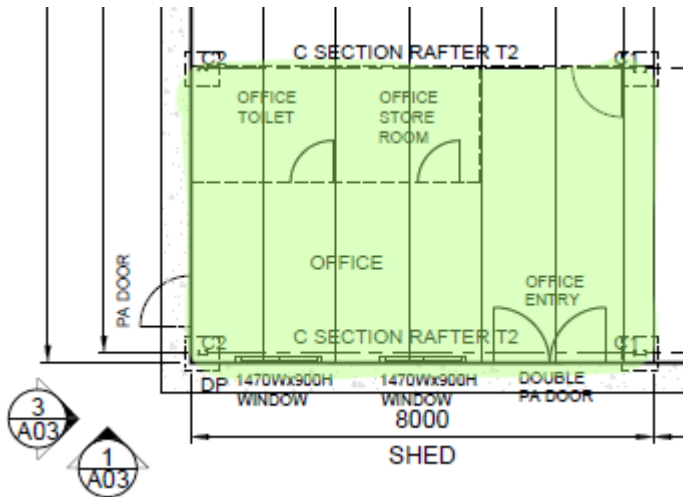 C2
C SECTION RAFTER T2
C1
OFFICE
TOILET
OFFICE
STORE
ROOM
OFFICE
OFFICE
ENTRY
PA DOOR
C2
C SECTION RAFTER T2
C1
DP
1470Wx900H
WINDOW
1470Wx900H
WINDOW
DOUBLE
PA DOOR
3
A03
8000
1
A03
SHED